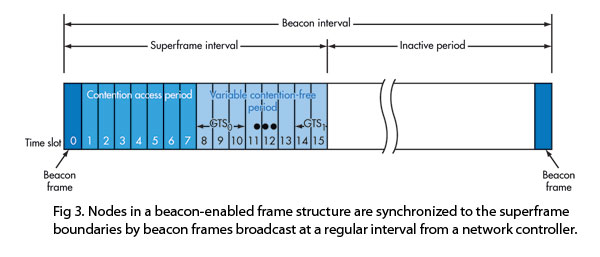 Beacon interval
Superframe interval
Inactive period
Contention access period
Variable contention-free
period
GTS0
GTS1
Time slot
0 1 2 3 4 5 6 7 8 9 10 11 12 13 14 15
Beacon
frame
Beacon
frame
Fig 3. Nodes in a beacon-enabled frame structure are synchronized to the superframe
boundaries by beacon frames broadcast at a regular interval from a network controller.